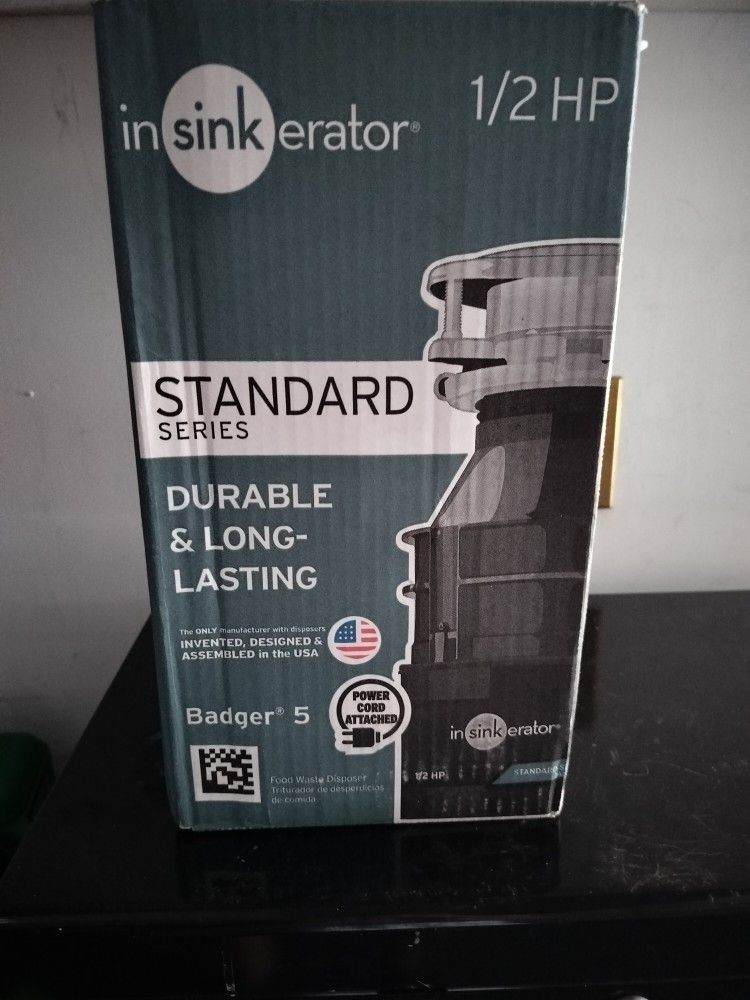 insinkerator®
1/2 HP
STANDARD
SERIES
DURABLE
& LONG-
LASTING
The ONLY manufacturer with disposers
INVENTED, DESIGNED &
ASSEMBLED in the USA
POWER
CORD
ATTACHED
Badger® 5
insinkerator®
1/2 HP
STANDARD S
Food Waste Disposer
Triturador de desperdicios
de comida